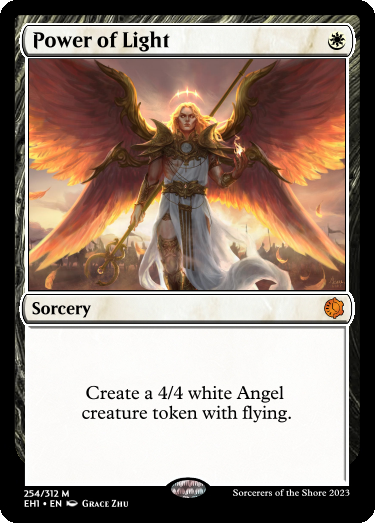 Power of Light
Sorcery
Create a 4/4 white Angel
creature token with flying.
254/312 M
EH1 • EN Grace Zhu
Sorcerers of the Shore 2023